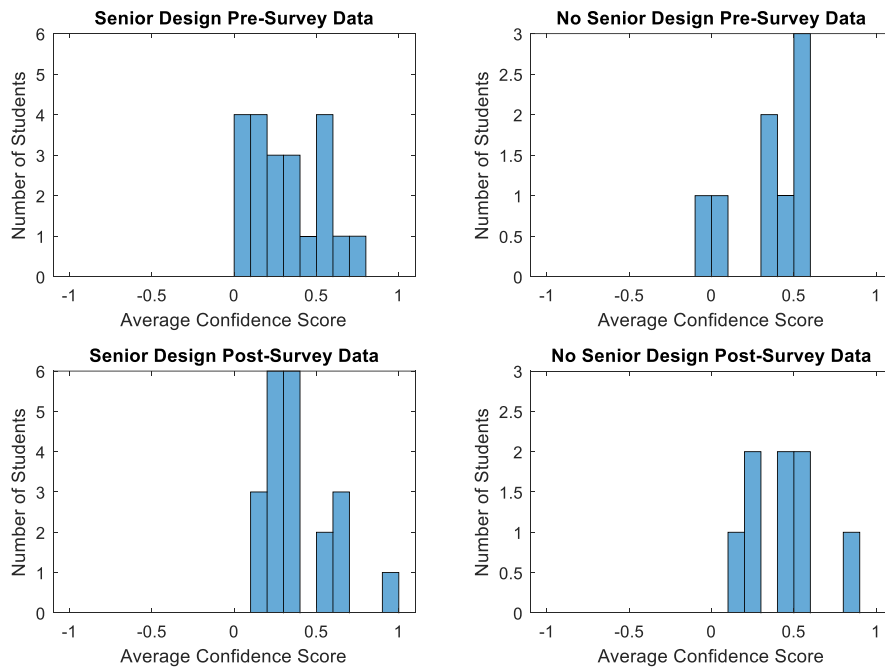 Senior Design Pre-Survey Data
6
5
4
3
2
1
0
-1 -0.5 0 0.5 1
Number of Students
Average Confidence Score
No Senior Design Pre-Survey Data
3
2.5
2
1.5
1
0.5
0
-1 -0.5 0 0.5 1
Number of Students
Average Confidence Score
Senior Design Post-Survey Data
6
5
4
3
2
1
0
-1 -0.5 0 0.5 1
Number of Students
Average Confidence Score
No Senior Design Post-Survey Data
3
2.5
2
1.5
1
0.5
0
-1 -0.5 0 0.5 1
Number of Students
Average Confidence Score